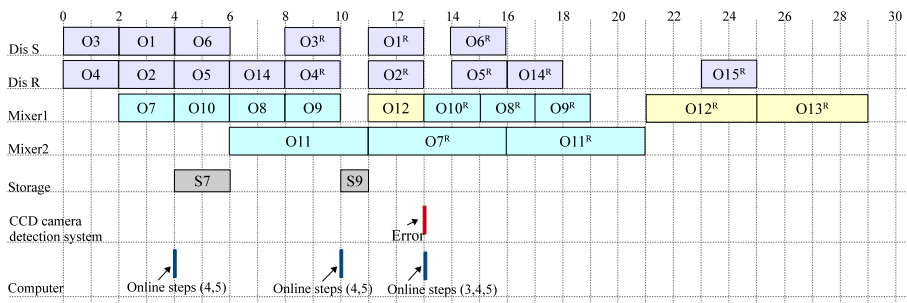 0 2 4 6 8 10 12 14 16 18 20 22 24 26 28 30
Dis S O3 O1 O6 O3ᴿ O1ᴿ O6ᴿ
Dis R O4 O2 O5 O14 O4ᴿ O2ᴿ O5ᴿ O14ᴿ O15ᴿ
Mixer1 O7 O10 O8 O9 O12 O10ᴿ O8ᴿ O9ᴿ O12ᴿ O13ᴿ
Mixer2 O11 O7ᴿ O11ᴿ
Storage S7 S9
CCD camera
detection system
Error
Online steps (4,5) Online steps (4,5) Online steps (3,4,5)
Computer